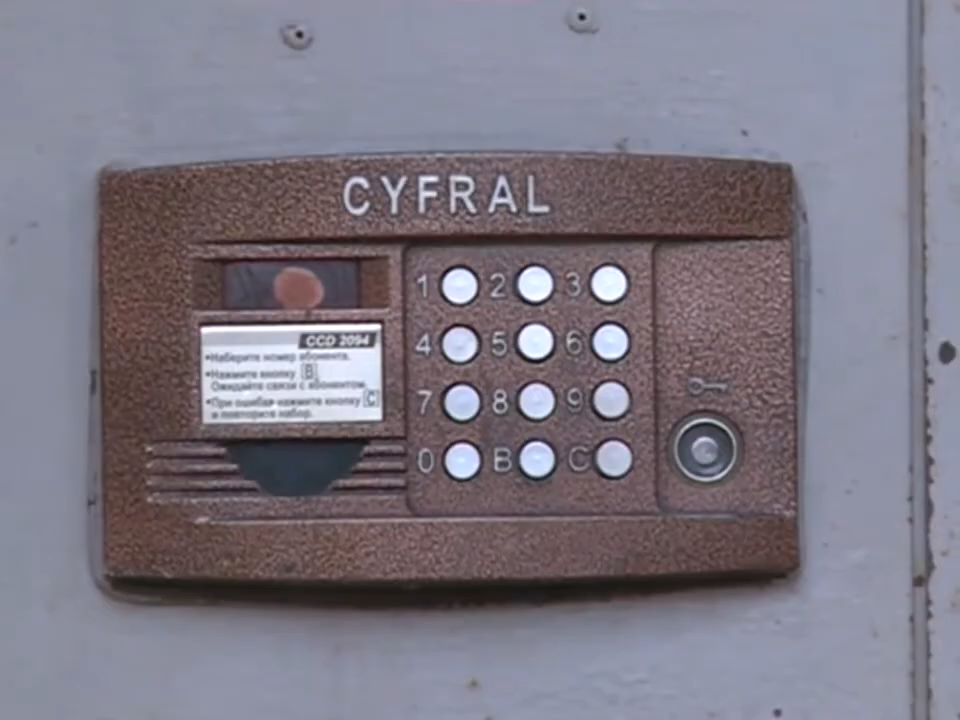 CYFRAL
CCD 2094
•Наберите номер абонента.
•Нажмите кнопку [B]
Ожидайте связи с абонентом.
•При ошибке нажмите кнопку [C]
и повторите набор.
1 2 3
4 5 6
7 8 9
0 B C